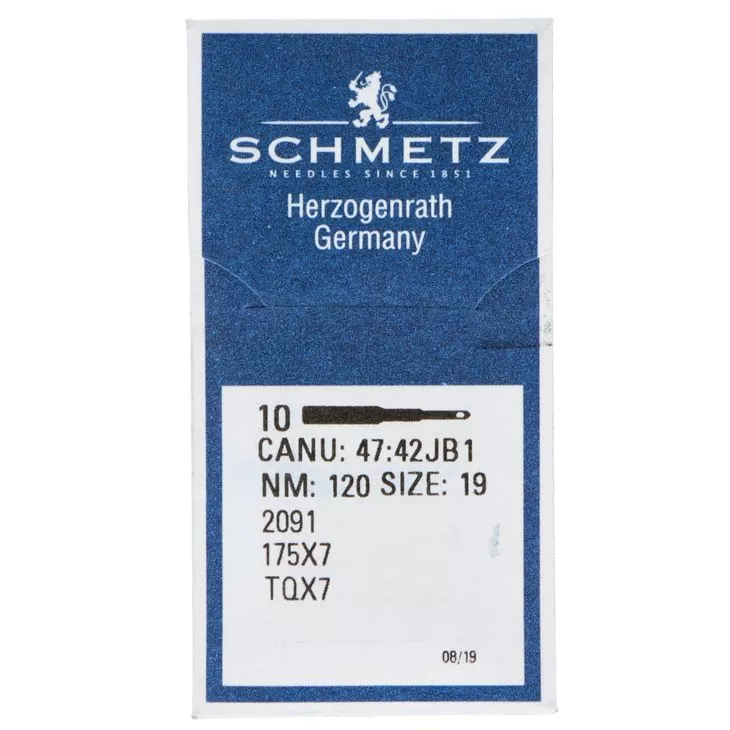 SCHMETZ
NEEDLES SINCE 1851
Herzogenrath
Germany
10
CANU: 47:42JB1
NM: 120 SIZE: 19
2091
175X7
TQX7
08/19